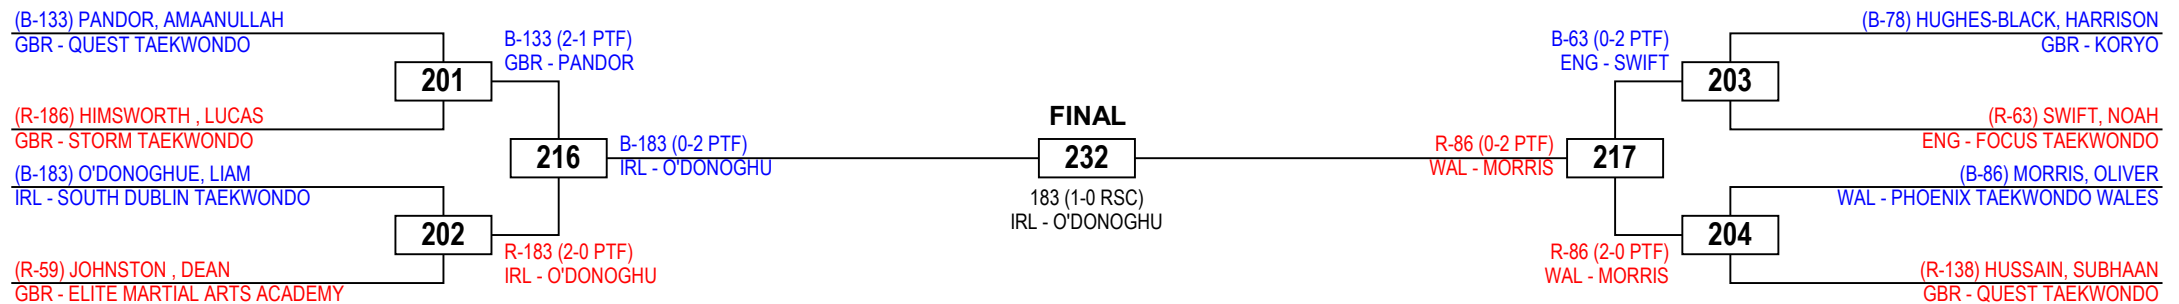 (B-133) PANDOR, AMAANULLAH
GBR - QUEST TAEKWONDO
B-133 (2-1 PTF)
GBR - PANDOR
201
(R-186) HIMSWORTH , LUCAS
GBR - STORM TAEKWONDO
216
B-183 (0-2 PTF)
IRL - O'DONOGHU
(B-183) O'DONOGHUE, LIAM
IRL - SOUTH DUBLIN TAEKWONDO
202
R-183 (2-0 PTF)
IRL - O'DONOGHU
(R-59) JOHNSTON , DEAN
GBR - ELITE MARTIAL ARTS ACADEMY
FINAL
232
183 (1-0 RSC)
IRL - O'DONOGHU
(B-78) HUGHES-BLACK, HARRISON
GBR - KORYO
B-63 (0-2 PTF)
ENG - SWIFT
203
(R-63) SWIFT, NOAH
ENG - FOCUS TAEKWONDO
R-86 (0-2 PTF)
WAL - MORRIS
217
(B-86) MORRIS, OLIVER
WAL - PHOENIX TAEKWONDO WALES
204
R-86 (2-0 PTF)
WAL - MORRIS
(R-138) HUSSAIN, SUBHAAN
GBR - QUEST TAEKWONDO